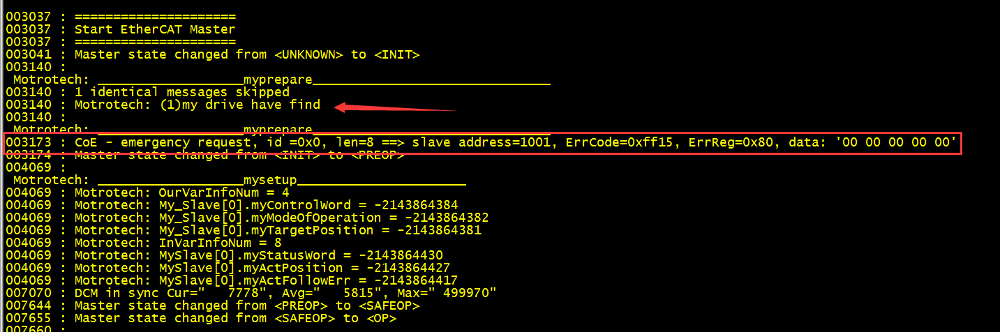 003037 : =====================
003037 : Start EtherCAT Master
003037 : =====================
003041 : Master state changed from <UNKNOWN> to <INIT>
003140 :
Motrotech: ___________________myprepare_______________________________
003140 : 1 identical messages skipped
003140 : Motrotech: (1)my drive have find
003140 :
Motrotech: ___________________myprepare_______________________________
003173 : CoE - emergency request, id =0x0, len=8 ==> slave address=1001, ErrCode=0xff15, ErrReg=0x80, data: '00 00 00 00 00'
003174 : Master state changed from <INIT> to <PREOP>
004069 :
Motrotech: ___________________mysetup______________________
004069 : Motrotech: OurVarInfoNum = 4
004069 : Motrotech: My_Slave[0].myControlWord = -2143864384
004069 : Motrotech: My_Slave[0].myModeOfOperation = -2143864382
004069 : Motrotech: My_Slave[0].myTargetPosition = -2143864381
004069 : Motrotech: InVarInfoNum = 8
004069 : Motrotech: MySlave[0].myStatusWord = -2143864430
004069 : Motrotech: MySlave[0].myActPosition = -2143864427
004069 : Motrotech: MySlave[0].myActFollowErr = -2143864417
007070 : DCM in sync Cur="   7778", Avg="   5815", Max=" 499970"
007644 : Master state changed from <PREOP> to <SAFEOP>
007655 : Master state changed from <SAFEOP> to <OP>
007660 :